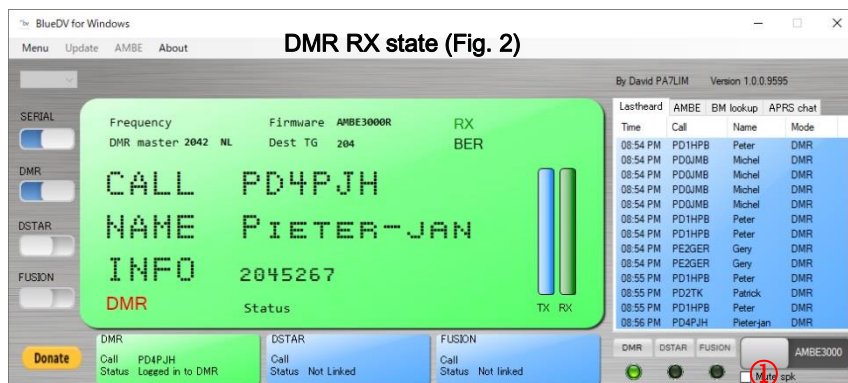 BlueDV for Windows
Menu Update AMBE About
DMR RX state (Fig. 2)
By David PA7LIM Version 1.0.0.9595
SERIAL
DMR
DSTAR
FUSION
Donate
Frequency Firmware AMBE3000R RX
DMR master 2042 NL Dest TG 204 BER
CALL PD4PJH
NAME PIETER-JAN
INFO 2045267
DMR Status TX RX
Lastheard AMBE BM lookup APRS chat
Time Call Name Mode
08:54 PM PD1HPB Peter DMR
08:54 PM PD0JMB Michel DMR
08:54 PM PD0JMB Michel DMR
08:54 PM PD0JMB Michel DMR
08:54 PM PD0JMB Michel DMR
08:54 PM PD1HPB Peter DMR
08:54 PM PD1HPB Peter DMR
08:54 PM PE2GER Gery DMR
08:54 PM PE2GER Gery DMR
08:55 PM PD1HPB Peter DMR
08:55 PM PD2TK Patrick DMR
08:55 PM PD1HPB Peter DMR
08:56 PM PD4PJH Pieter-jan DMR
DMR
Call PD4PJH
Status Logged in to DMR
DSTAR
Call
Status Not Linked
FUSION
Call
Status Not linked
DMR DSTAR FUSION AMBE3000
① Mute spk